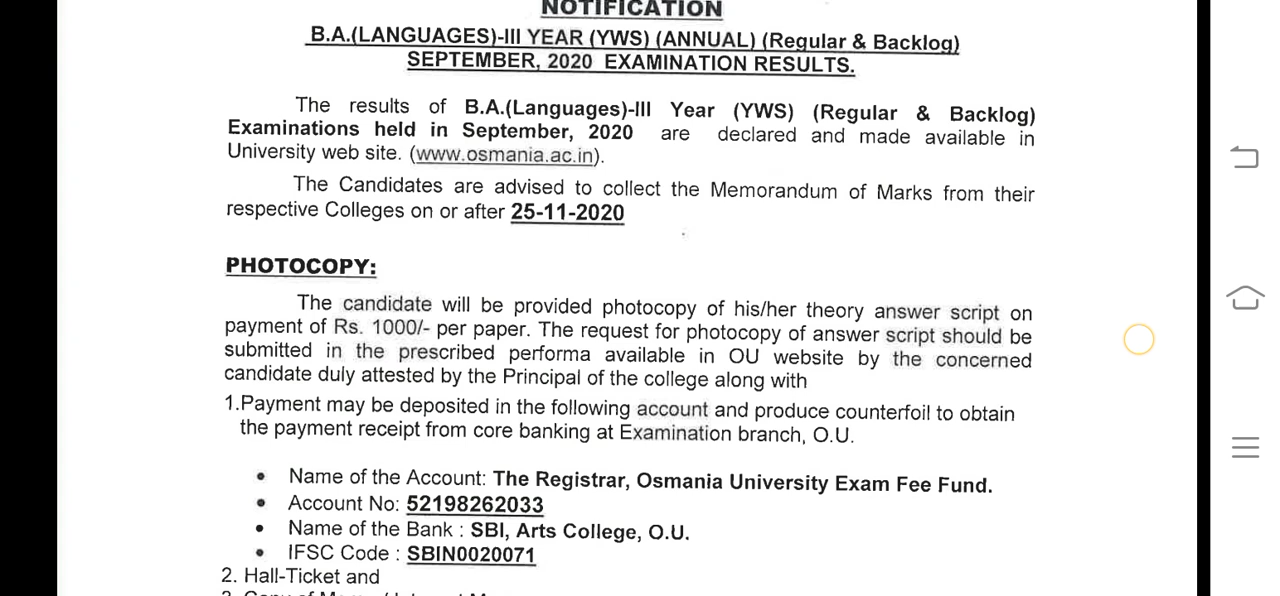 NOTIFICATION
B.A.(LANGUAGES)-III YEAR (YWS) (ANNUAL) (Regular & Backlog)
SEPTEMBER, 2020 EXAMINATION RESULTS.
The results of B.A.(Languages)-III Year (YWS) (Regular & Backlog)
Examinations held in September, 2020 are declared and made available in
University web site. (www.osmania.ac.in).
The Candidates are advised to collect the Memorandum of Marks from their
respective Colleges on or after 25-11-2020
PHOTOCOPY:
The candidate will be provided photocopy of his/her theory answer script on
payment of Rs. 1000/- per paper. The request for photocopy of answer script should be
submitted in the prescribed performa available in OU website by the concerned
candidate duly attested by the Principal of the college along with
1.Payment may be deposited in the following account and produce counterfoil to obtain
the payment receipt from core banking at Examination branch, O.U.
• Name of the Account: The Registrar, Osmania University Exam Fee Fund.
• Account No: 52198262033
• Name of the Bank : SBI, Arts College, O.U.
• IFSC Code : SBIN0020071
2. Hall-Ticket and